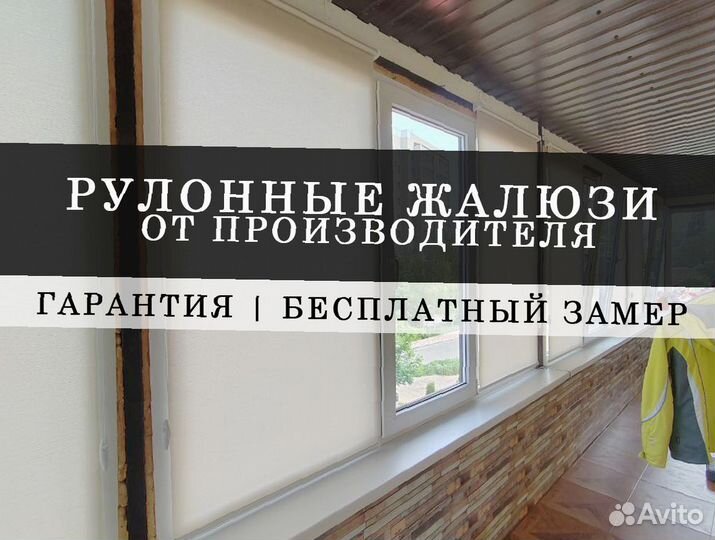 РУЛОННЫЕ ЖАЛЮЗИ
ОТ ПРОИЗВОДИТЕЛЯ
ГАРАНТИЯ | БЕСПЛАТНЫЙ ЗАМЕР
Avito